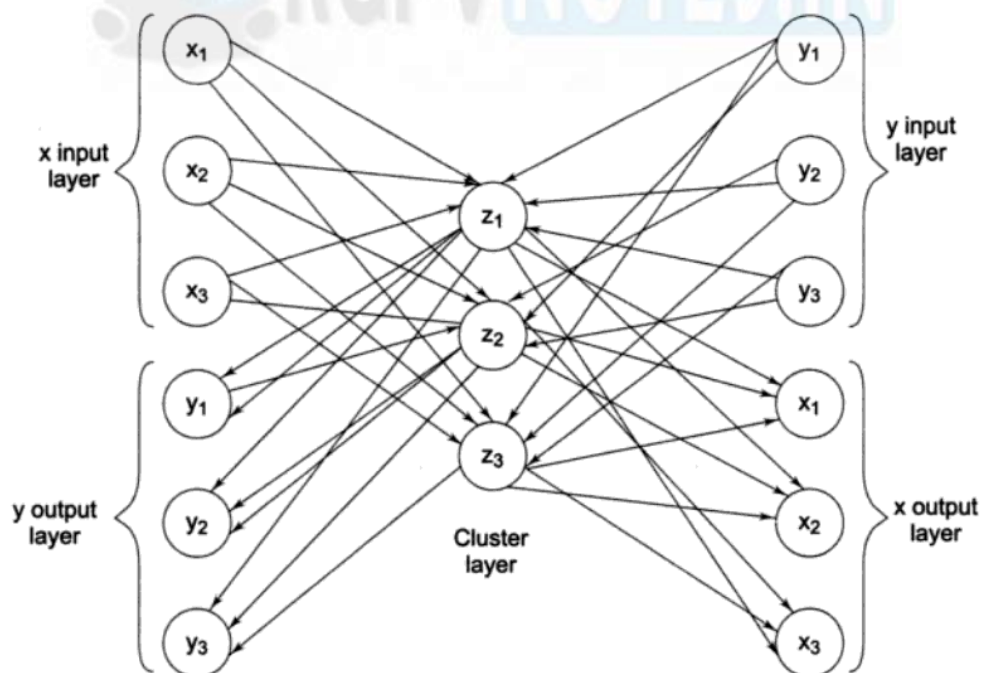 x₁
x₂
x₃
x input
layer
y₁
y₂
y₃
y output
layer
z₁
z₂
z₃
Cluster
layer
y₁
y₂
y₃
y input
layer
x₁
x₂
x₃
x output
layer